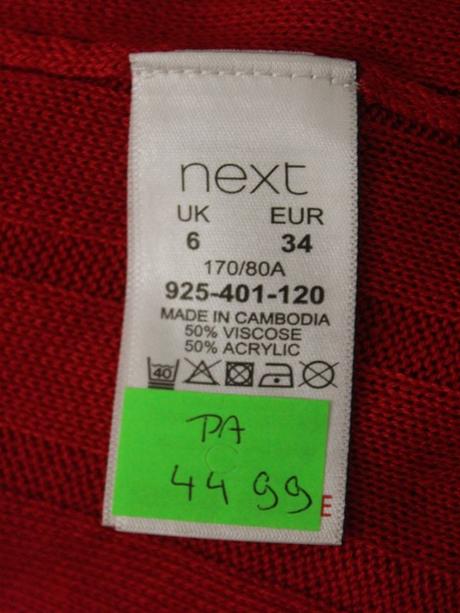 next
UK EUR
6 34
170/80A
925-401-120
MADE IN CAMBODIA
50% VISCOSE
50% ACRYLIC
40
PA
44 99
E